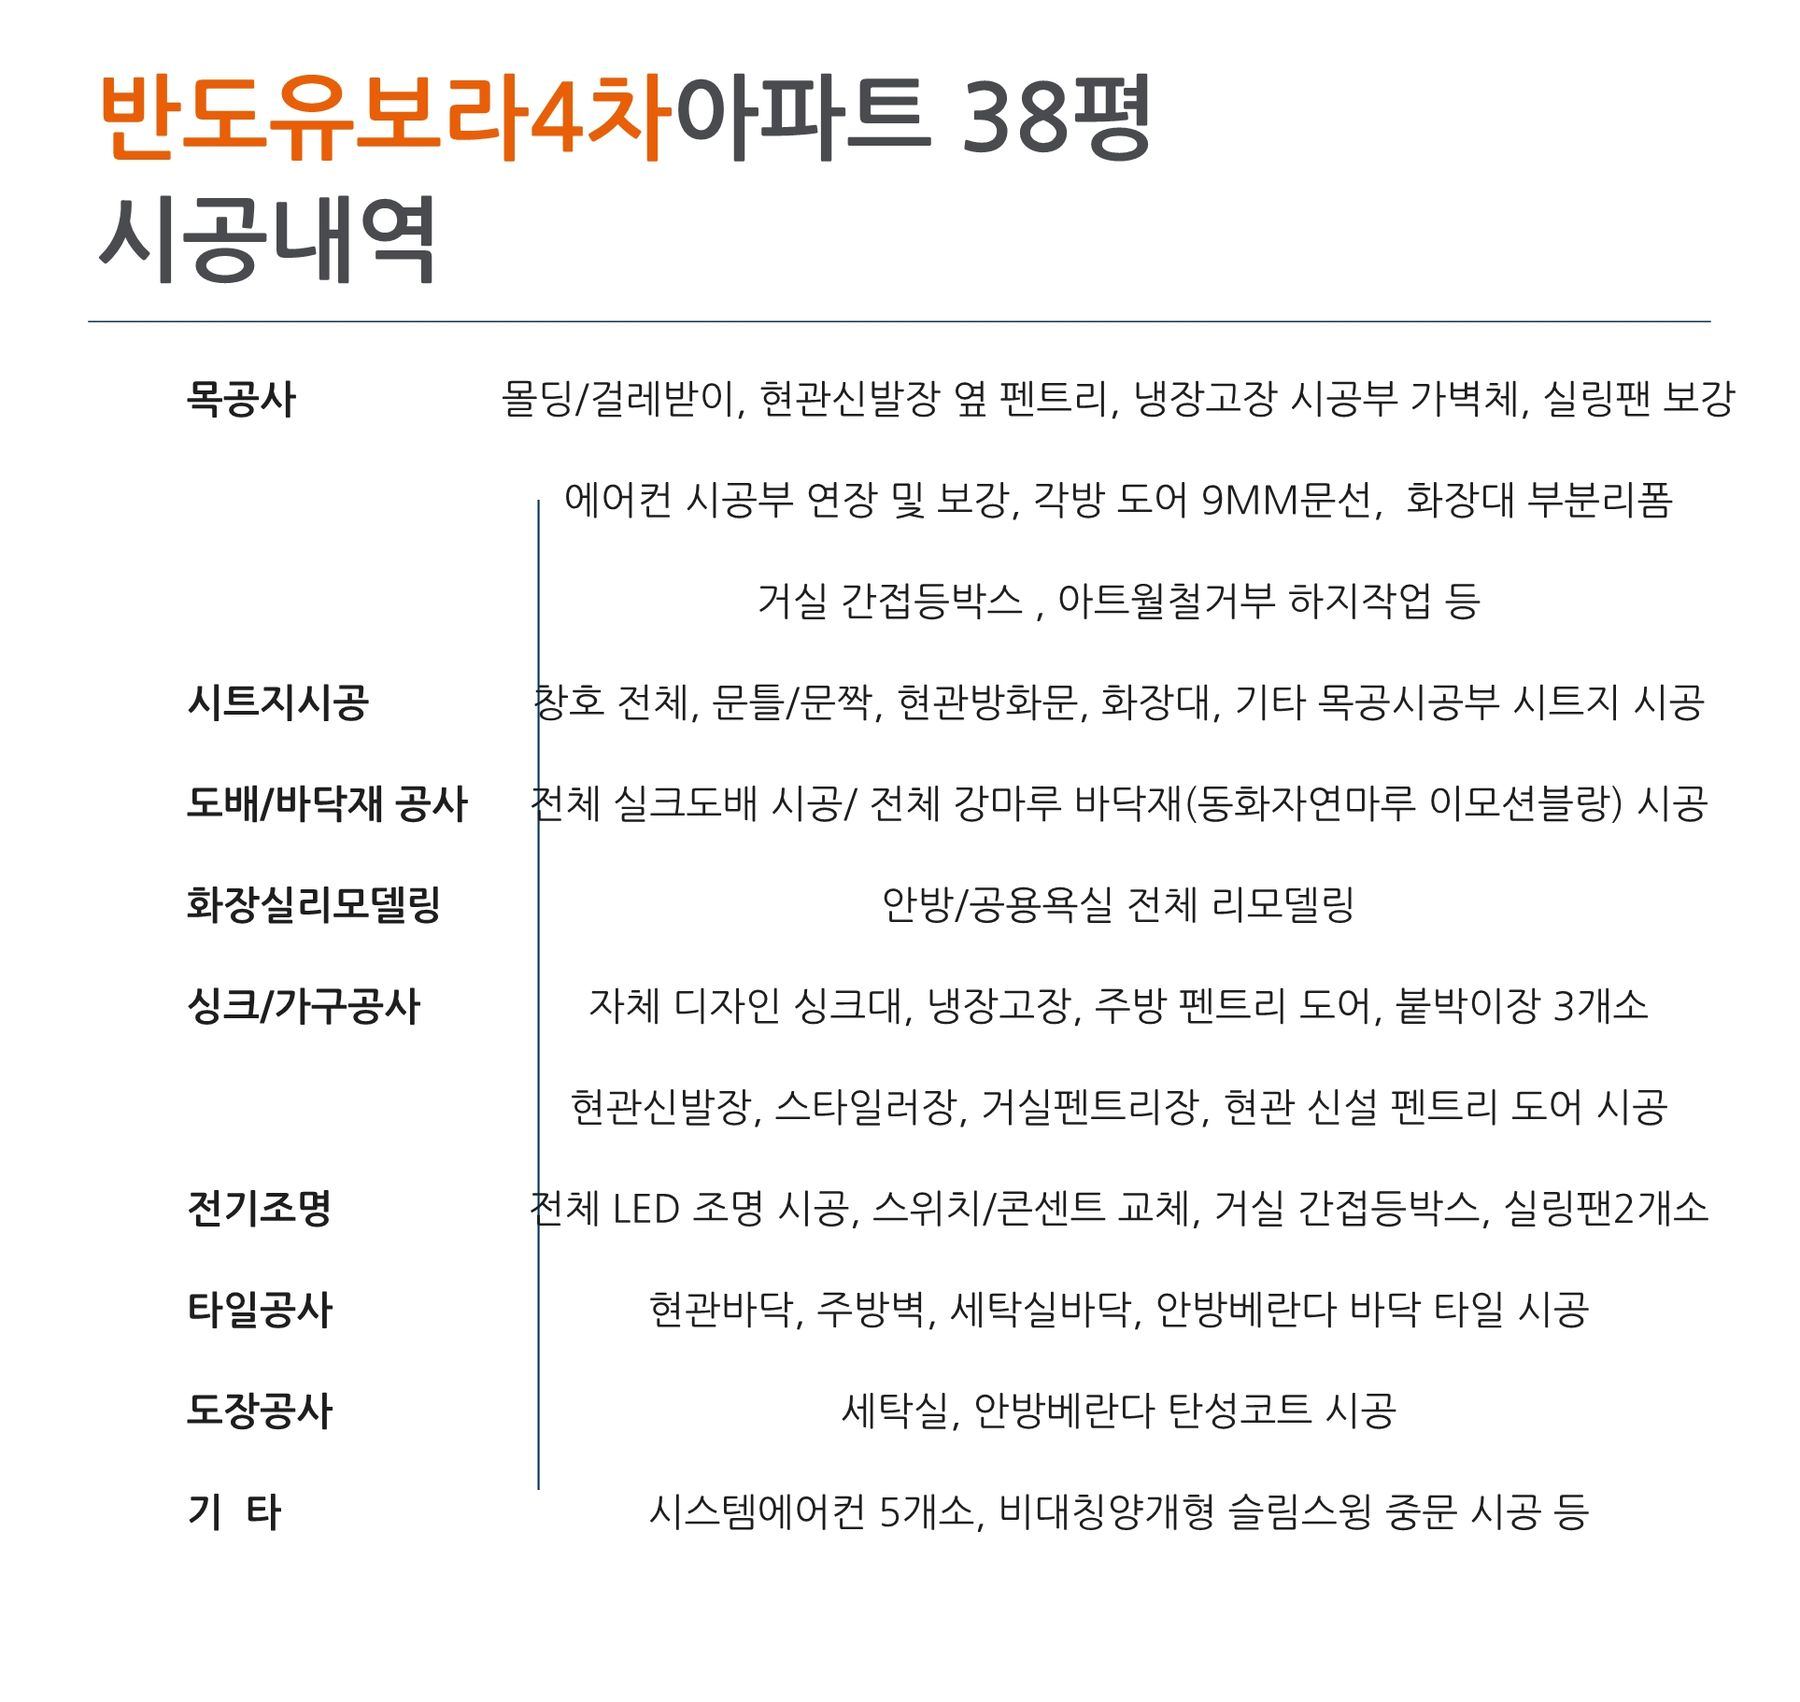 반도유보라4차아파트 38평
시공내역
목공사 몰딩/걸레받이, 현관신발장 옆 펜트리, 냉장고장 시공부 가벽체, 실링팬 보강
에어컨 시공부 연장 및 보강, 각방 도어 9MM문선, 화장대 부분리폼
거실 간접등박스 , 아트월철거부 하지작업 등
시트지시공 창호 전체, 문틀/문짝, 현관방화문, 화장대, 기타 목공시공부 시트지 시공
도배/바닥재 공사 전체 실크도배 시공/ 전체 강마루 바닥재(동화자연마루 이모션블랑) 시공
화장실리모델링 안방/공용욕실 전체 리모델링
싱크/가구공사 자체 디자인 싱크대, 냉장고장, 주방 펜트리 도어, 붙박이장 3개소
현관신발장, 스타일러장, 거실펜트리장, 현관 신설 펜트리 도어 시공
전기조명 전체 LED 조명 시공, 스위치/콘센트 교체, 거실 간접등박스, 실링팬2개소
타일공사 현관바닥, 주방벽, 세탁실바닥, 안방베란다 바닥 타일 시공
도장공사 세탁실, 안방베란다 탄성코트 시공
기 타 시스템에어컨 5개소, 비대칭양개형 슬림스윙 중문 시공 등